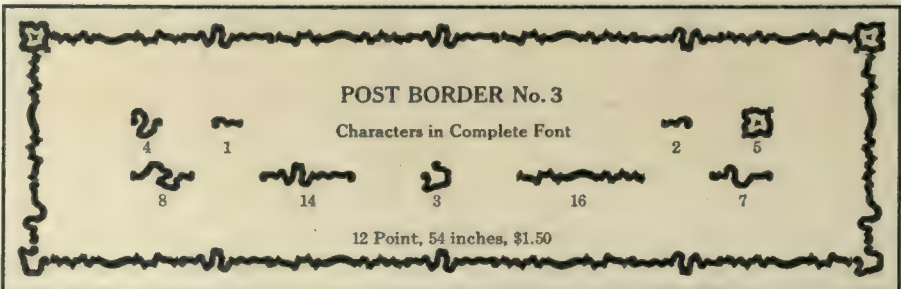 POST BORDER No. 3
Characters in Complete Font
4 1 2 5
8 14 3 16 7
12 Point, 54 inches, $1.50